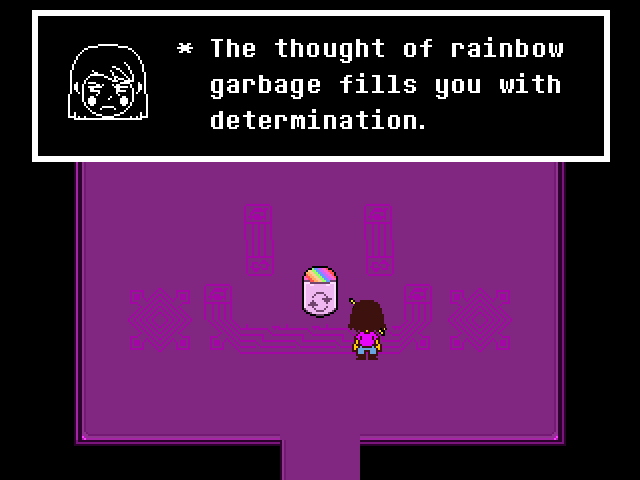 * The thought of rainbow
garbage fills you with
determination.